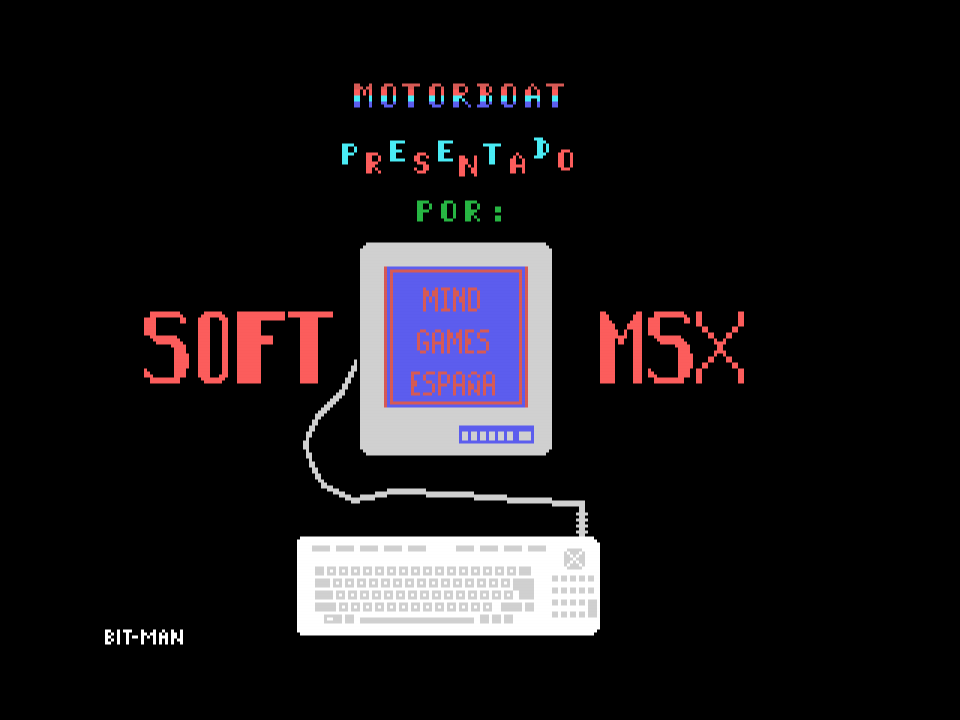 MOTORBOAT
PRESENTADO
POR:
SOFT MSX
MIND
GAMES
ESPAÑA
BIT-MAN